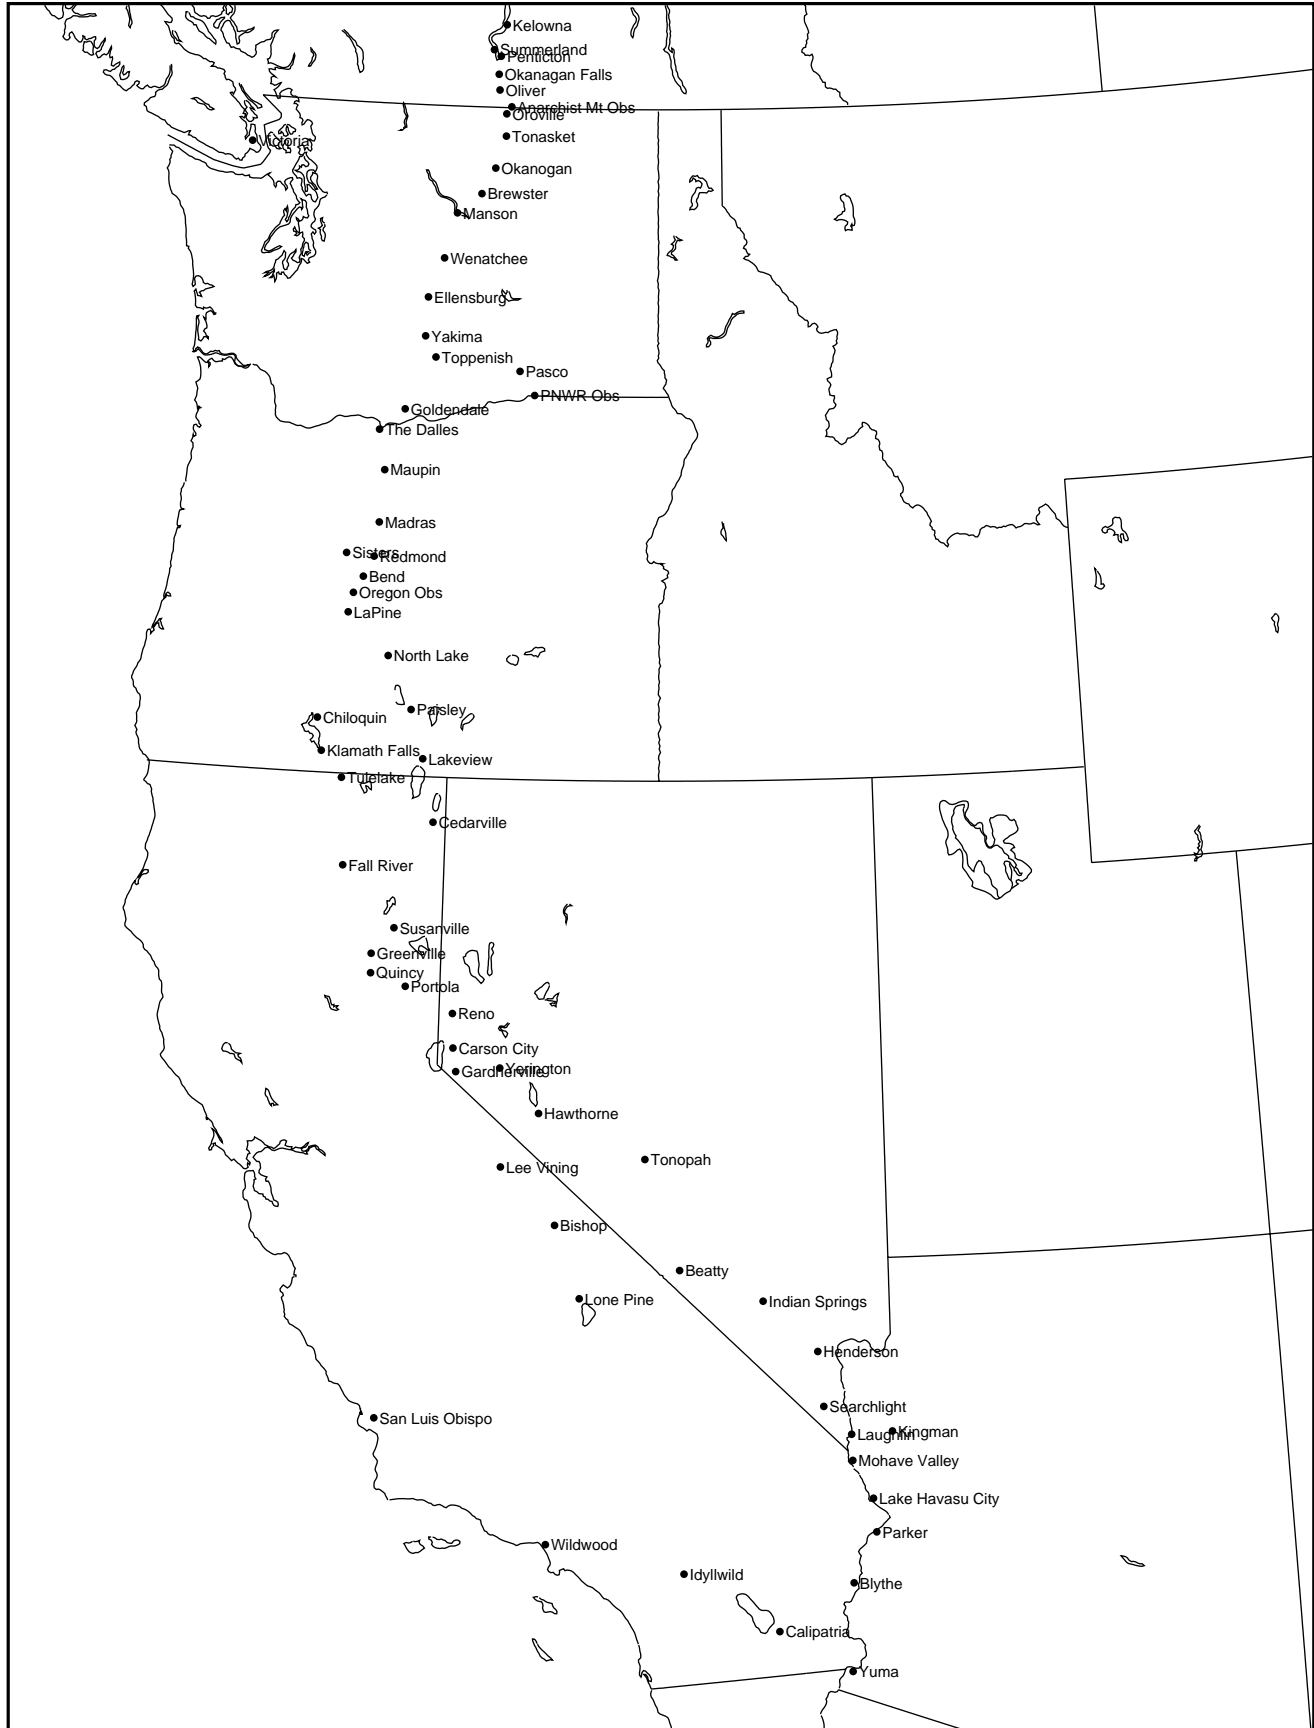 Kelowna
Summerland
Penticton
Okanagan Falls
Oliver
Anarchist Mt Obs
Oroville
Tonasket
Victoria
Okanogan
Brewster
Manson
Wenatchee
Ellensburg
Yakima
Toppenish
Pasco
PNWR Obs
Goldendale
The Dalles
Maupin
Madras
Sisters
Redmond
Bend
Oregon Obs
LaPine
North Lake
Paisley
Chiloquin
Klamath Falls
Lakeview
Tulelake
Cedarville
Fall River
Susanville
Greenville
Quincy
Portola
Reno
Carson City
Yerington
Gardnerville
Hawthorne
Tonopah
Lee Vining
Bishop
Beatty
Lone Pine
Indian Springs
Henderson
Searchlight
San Luis Obispo
Kingman
Laughlin
Mohave Valley
Lake Havasu City
Parker
Wildwood
Idyllwild
Blythe
Calipatria
Yuma